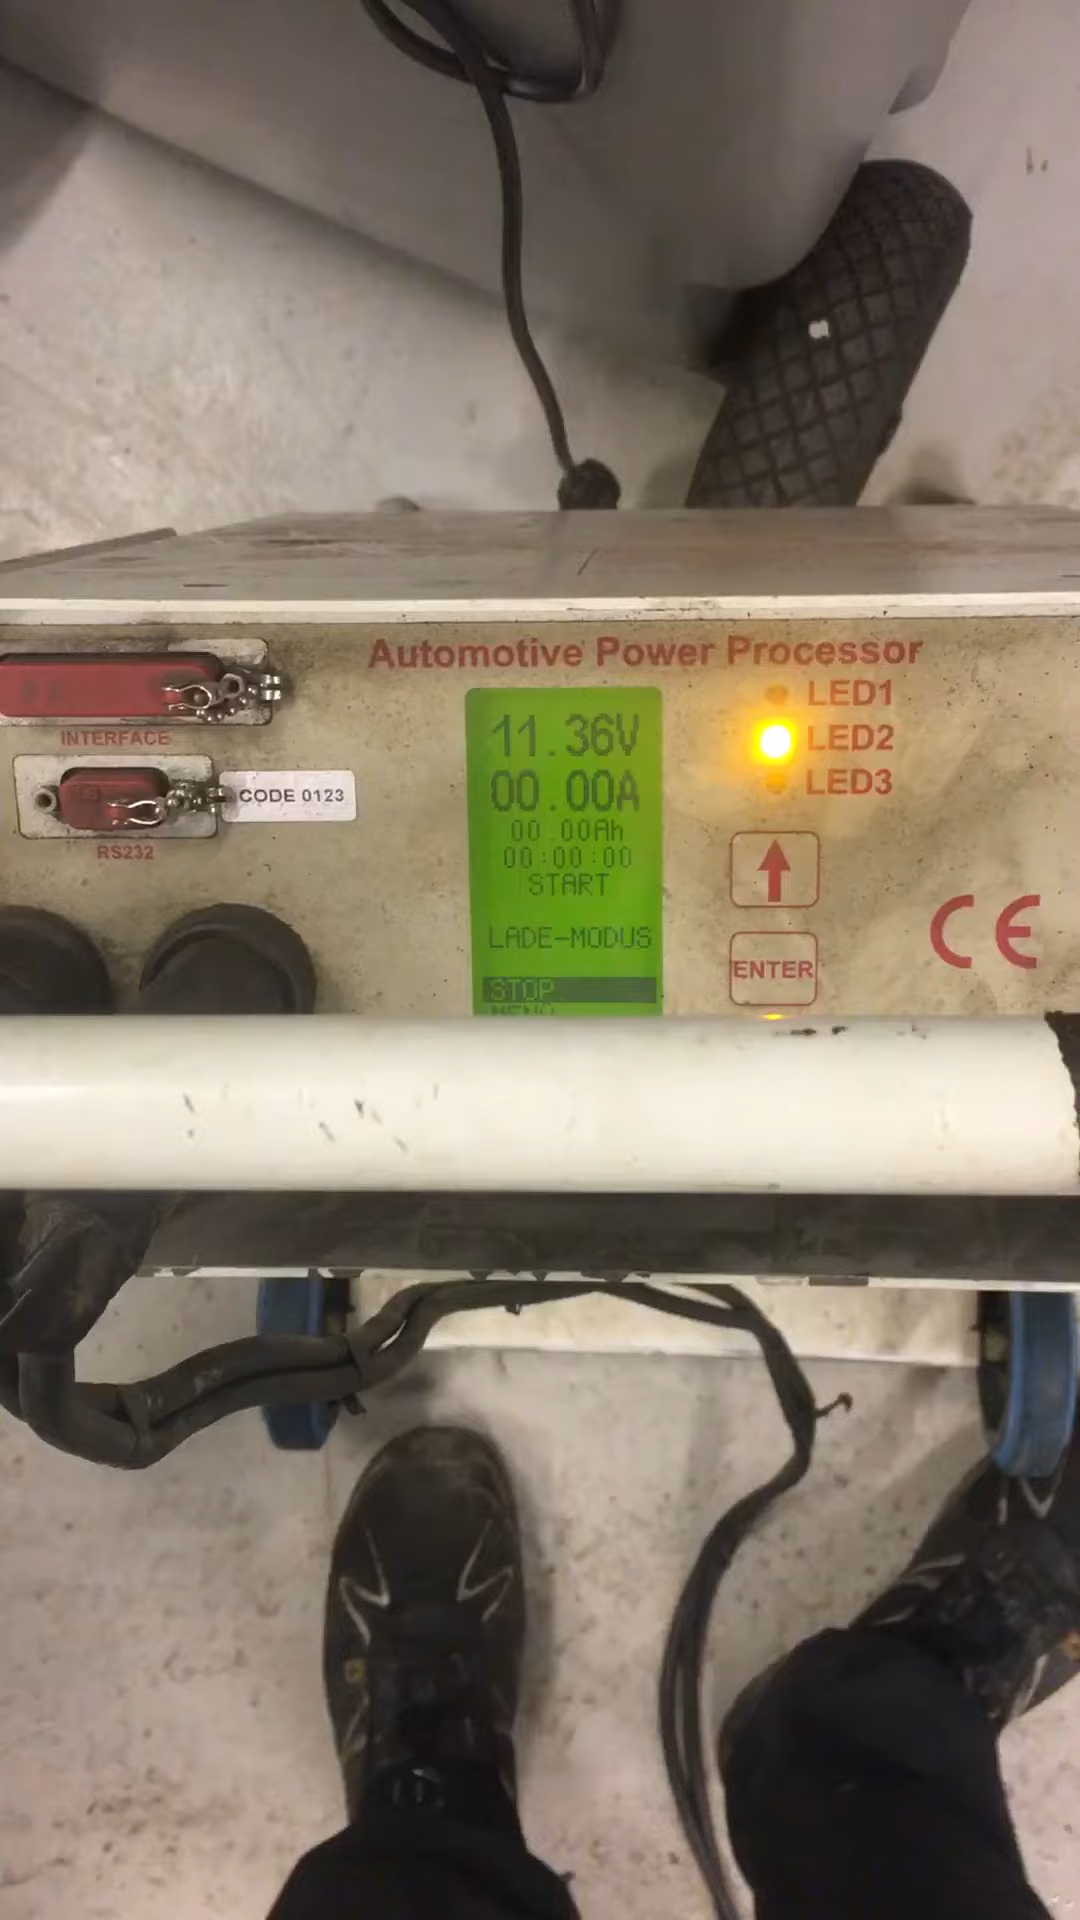 Automotive Power Processor
INTERFACE
RS232
CODE 0123
11.36V
00.00A
00.00Ah
00:00:00
START
LADE-MODUS
STOP
LED1
LED2
LED3
ENTER
CE